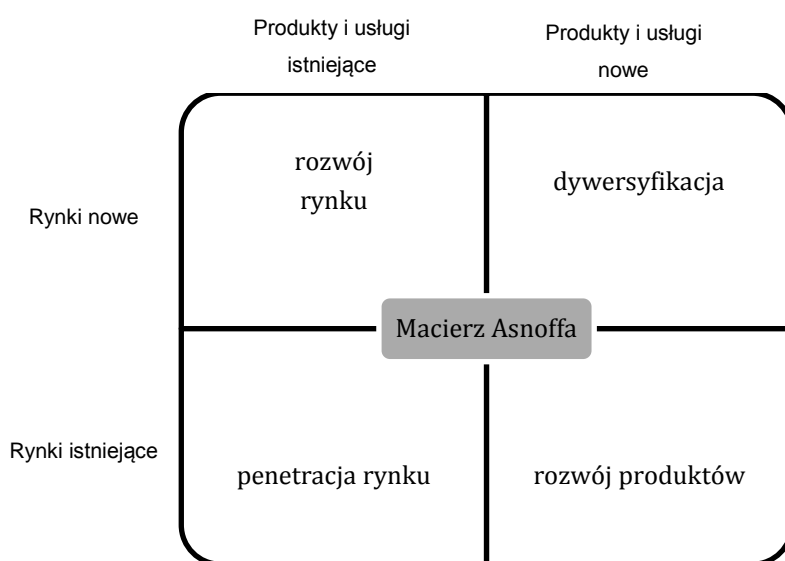 Produkty i usługi
istniejące
Produkty i usługi
nowe
rozwój
rynku
dywersyfikacja
Rynki nowe
Macierz Asnoffa
Rynki istniejące
penetracja rynku
rozwój produktów